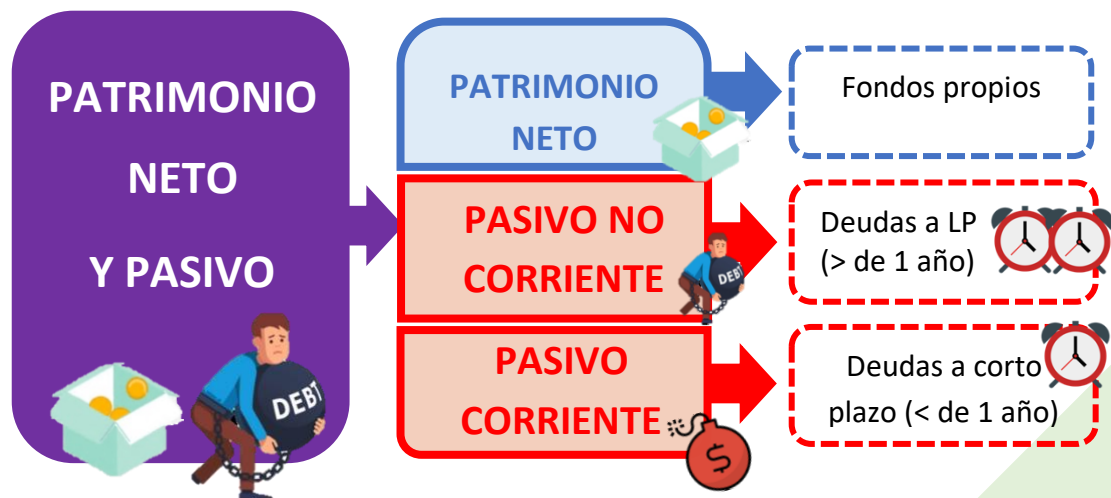 PATRIMONIO
NETO
Y PASIVO
DEBT
PATRIMONIO
NETO
Fondos propios
PASIVO NO
CORRIENTE
DEBT
Deudas a LP
(> de 1 año)
PASIVO
CORRIENTE
$
Deudas a corto
plazo (< de 1 año)